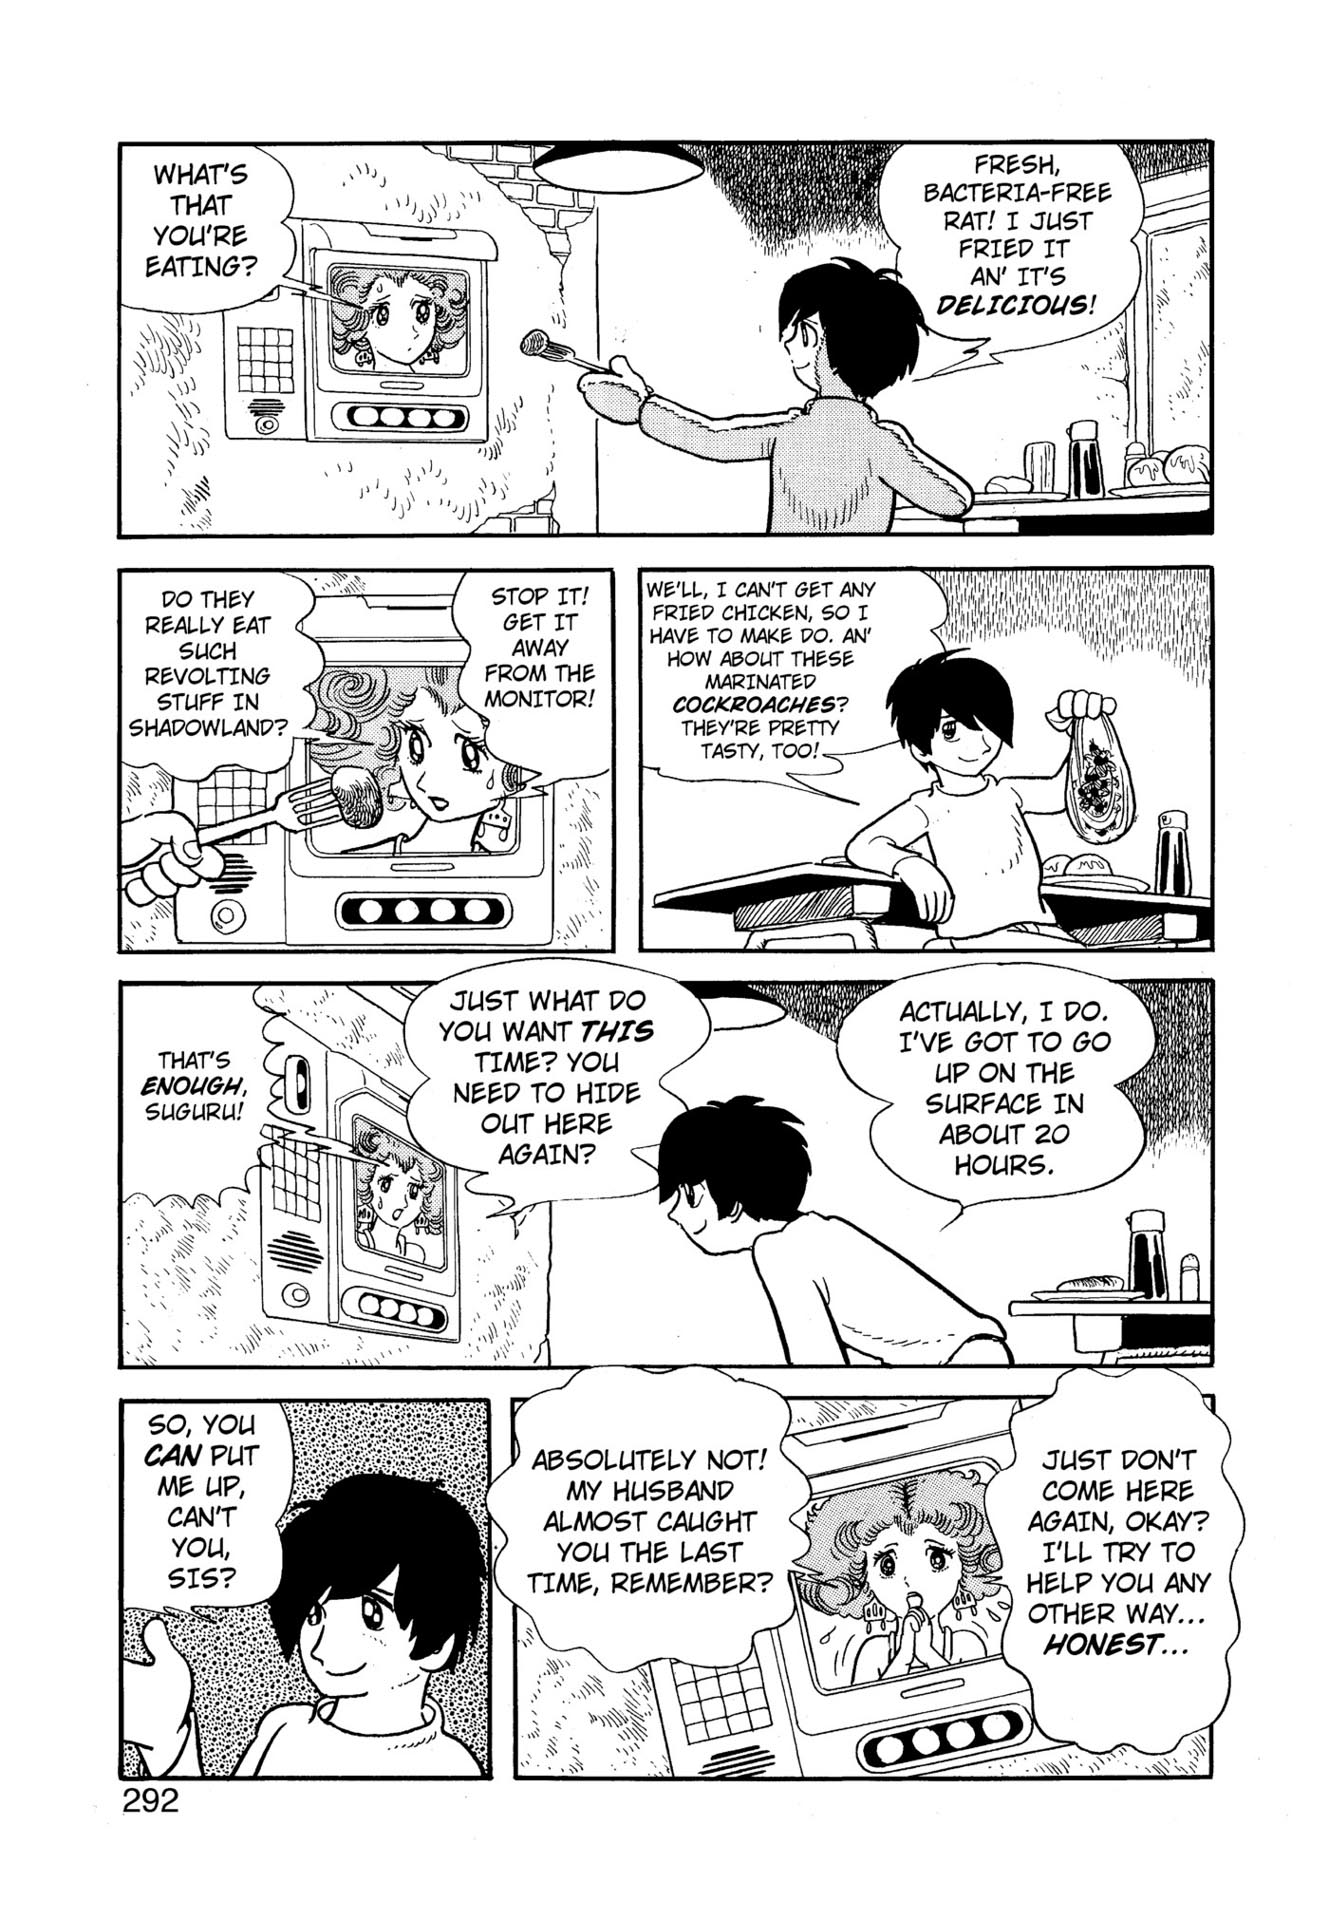 WHAT'S
THAT
YOU'RE
EATING?
FRESH,
BACTERIA-FREE
RAT! I JUST
FRIED IT
AN' IT'S
DELICIOUS!
DO THEY
REALLY EAT
SUCH
REVOLTING
STUFF IN
SHADOWLAND?
STOP IT!
GET IT
AWAY
FROM THE
MONITOR!
WE'LL, I CAN'T GET ANY
FRIED CHICKEN, SO I
HAVE TO MAKE DO. AN'
HOW ABOUT THESE
MARINATED
COCKROACHES?
THEY'RE PRETTY
TASTY, TOO!
THAT'S
ENOUGH,
SUGURU!
JUST WHAT DO
YOU WANT THIS
TIME? YOU
NEED TO HIDE
OUT HERE
AGAIN?
ACTUALLY, I DO.
I'VE GOT TO GO
UP ON THE
SURFACE IN
ABOUT 20
HOURS.
SO, YOU
CAN PUT
ME UP,
CAN'T
YOU,
SIS?
ABSOLUTELY NOT!
MY HUSBAND
ALMOST CAUGHT
YOU THE LAST
TIME, REMEMBER?
JUST DON'T
COME HERE
AGAIN, OKAY?
I'LL TRY TO
HELP YOU ANY
OTHER WAY...
HONEST...
292